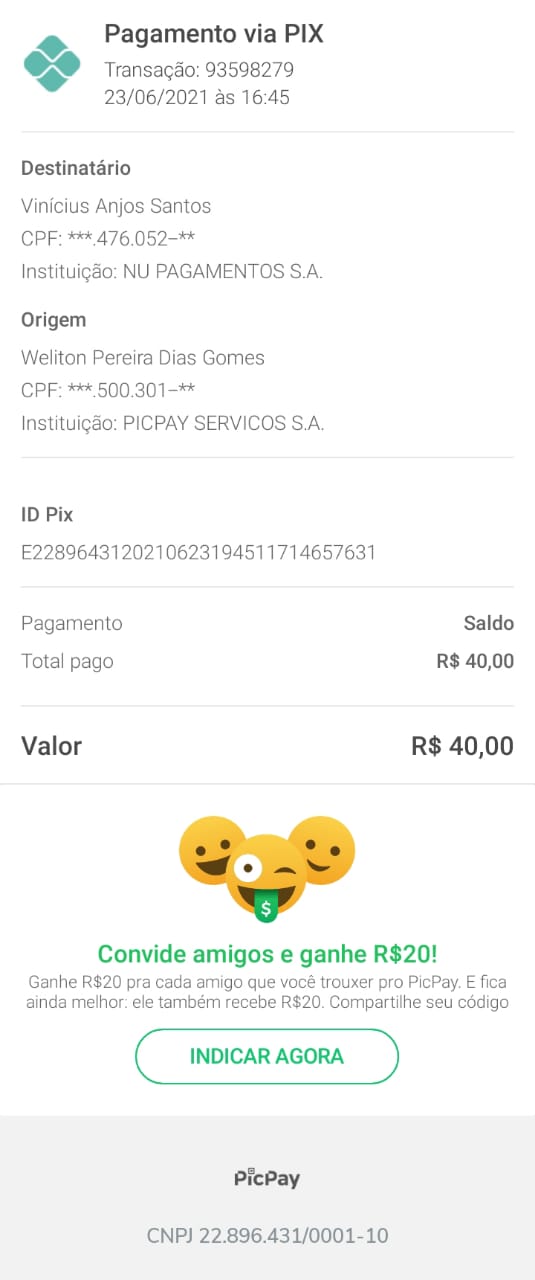 Pagamento via PIX
Transação: 93598279
23/06/2021 às 16:45
Destinatário
Vinícius Anjos Santos
CPF: ***.476.052–**
Instituição: NU PAGAMENTOS S.A.
Origem
Weliton Pereira Dias Gomes
CPF: ***.500.301–**
Instituição: PICPAY SERVICOS S.A.
ID Pix
E22896431202106231945117146​57631
Pagamento Saldo
Total pago R$ 40,00
Valor R$ 40,00
$
Convide amigos e ganhe R$20!
Ganhe R$20 pra cada amigo que você trouxer pro PicPay. E fica
ainda melhor: ele também recebe R$20. Compartilhe seu código
INDICAR AGORA
PicPay
CNPJ 22.896.431/0001-10